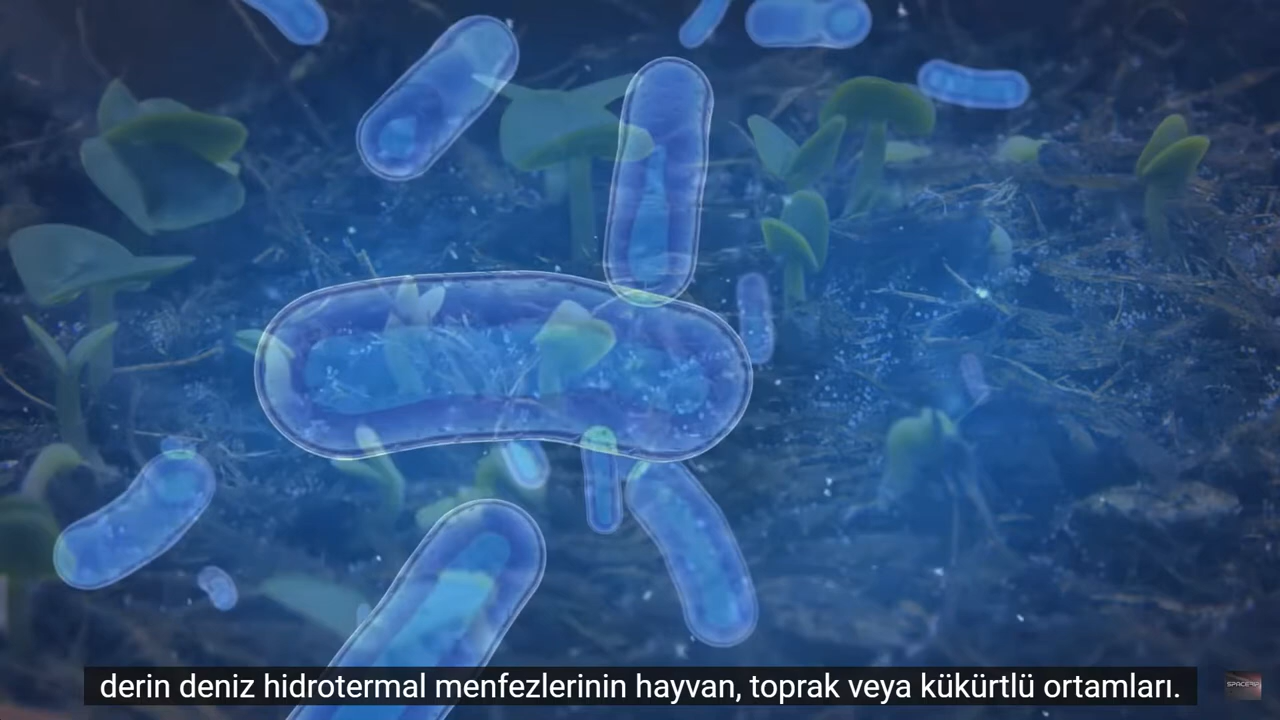 derin deniz hidrotermal menfezlerinin hayvan, toprak veya kükürtlü ortamları.